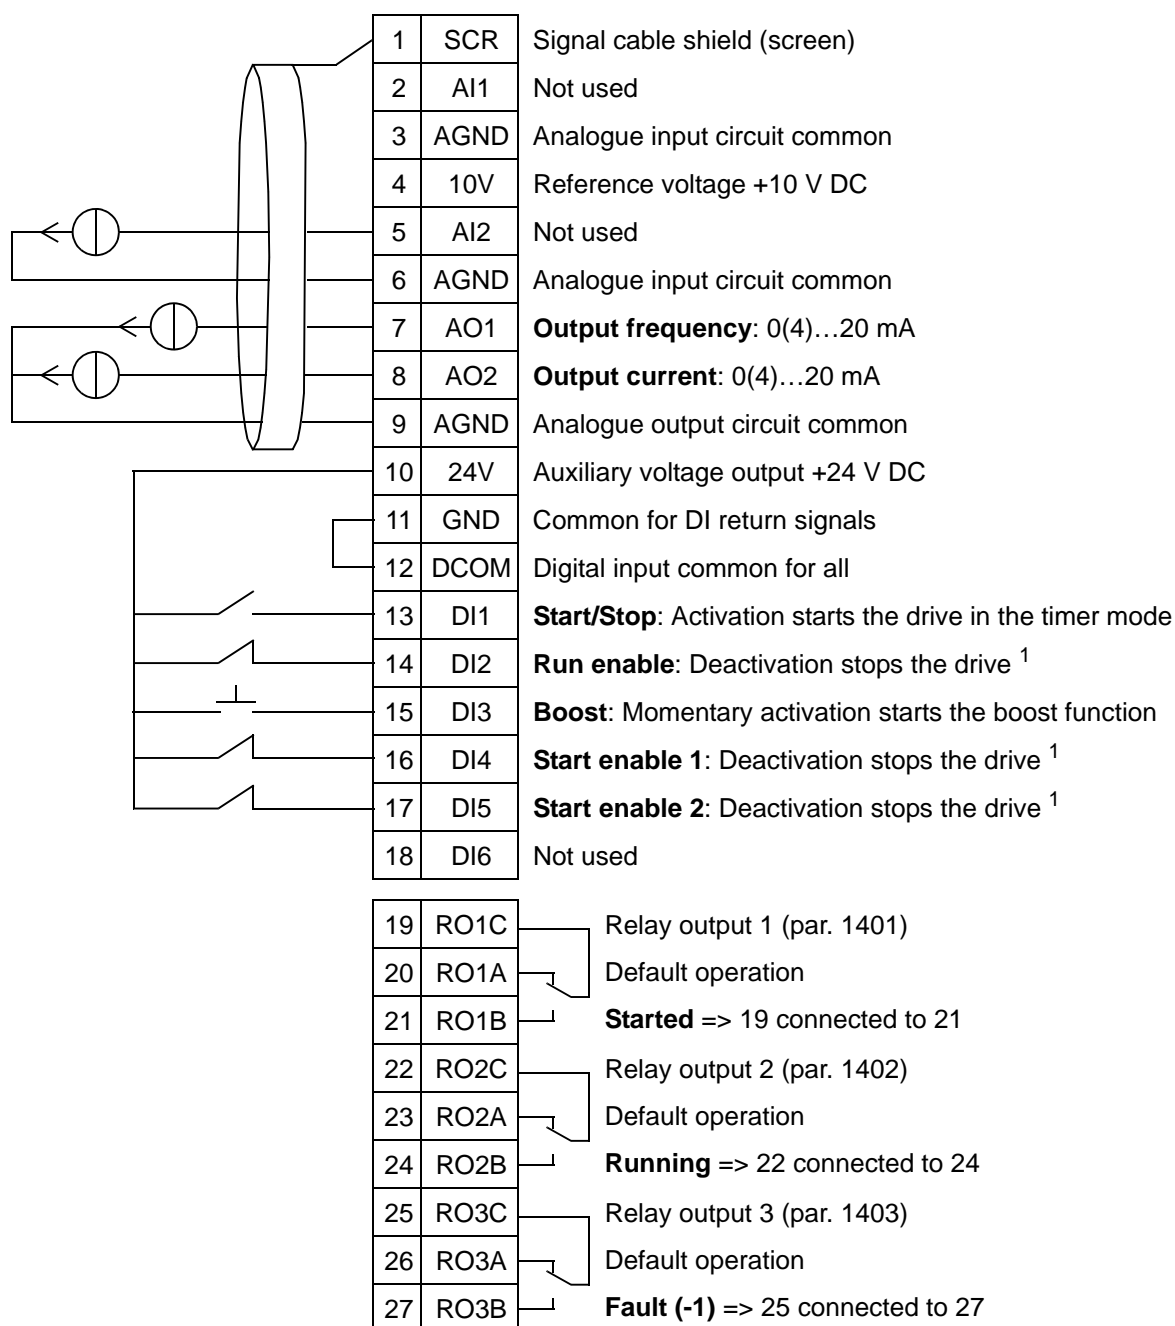 1 SCR Signal cable shield (screen)
2 AI1 Not used
3 AGND Analogue input circuit common
4 10V Reference voltage +10 V DC
5 AI2 Not used
6 AGND Analogue input circuit common
7 AO1 Output frequency: 0(4)…20 mA
8 AO2 Output current: 0(4)…20 mA
9 AGND Analogue output circuit common
10 24V Auxiliary voltage output +24 V DC
11 GND Common for DI return signals
12 DCOM Digital input common for all
13 DI1 Start/Stop: Activation starts the drive in the timer mode
14 DI2 Run enable: Deactivation stops the drive 1
15 DI3 Boost: Momentary activation starts the boost function
16 DI4 Start enable 1: Deactivation stops the drive 1
17 DI5 Start enable 2: Deactivation stops the drive 1
18 DI6 Not used
19 RO1C Relay output 1 (par. 1401)
20 RO1A Default operation
21 RO1B Started => 19 connected to 21
22 RO2C Relay output 2 (par. 1402)
23 RO2A Default operation
24 RO2B Running => 22 connected to 24
25 RO3C Relay output 3 (par. 1403)
26 RO3A Default operation
27 RO3B Fault (-1) => 25 connected to 27